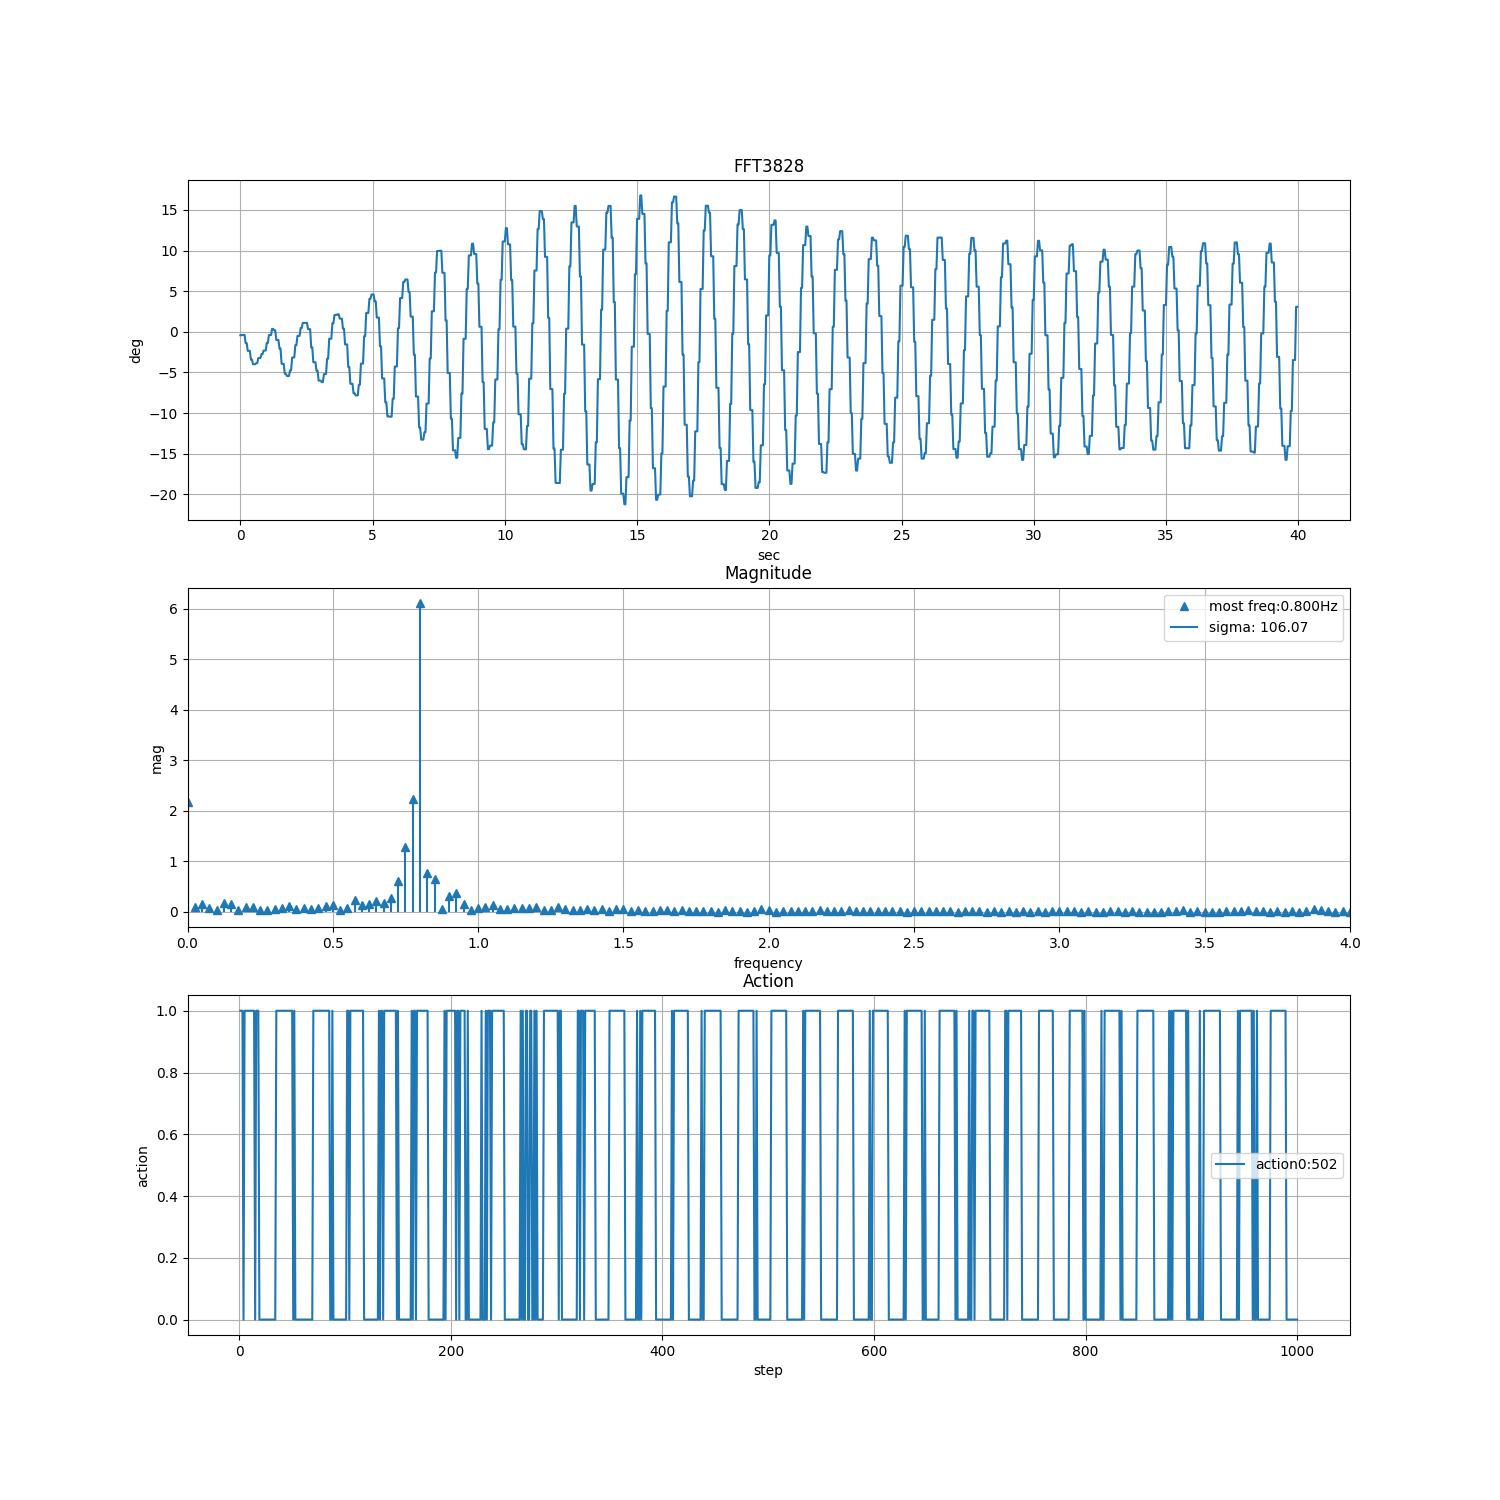 FFT3828
15
10
5
0
−5
−10
−15
−20
deg
0 5 10 15 20 25 30 35 40
sec
Magnitude
most freq:0.800Hz
sigma: 106.07
6
5
4
3
2
1
0
mag
0.0 0.5 1.0 1.5 2.0 2.5 3.0 3.5 4.0
frequency
Action
1.0
0.8
0.6
0.4
0.2
0.0
action
action0:502
0 200 400 600 800 1000
step